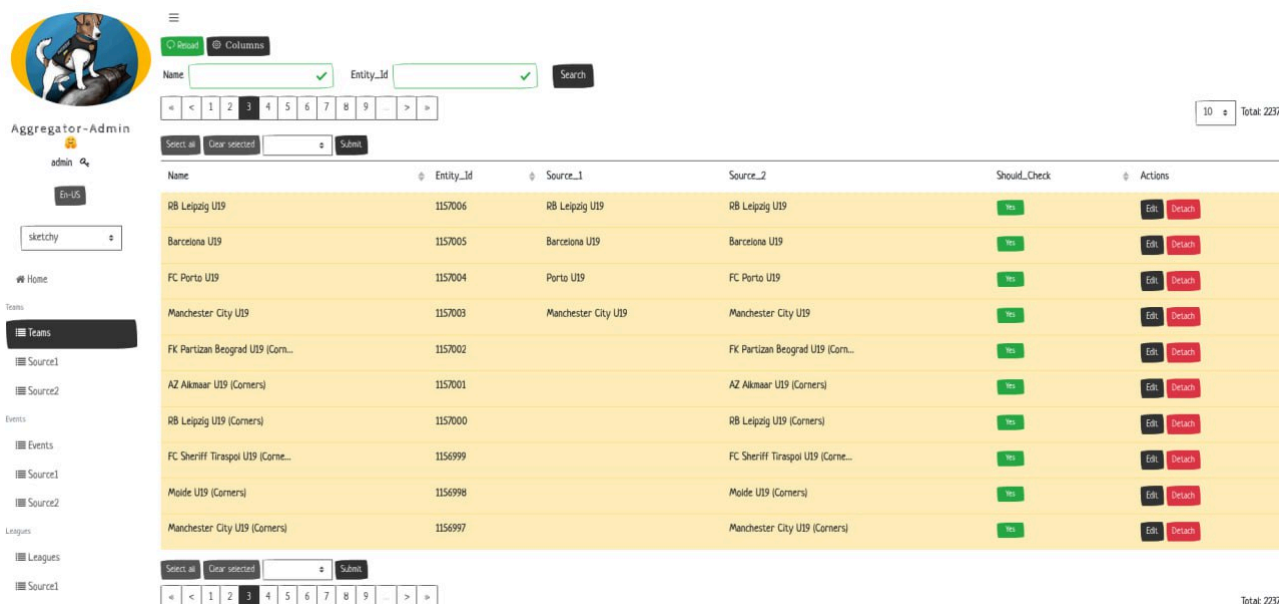 Reload Columns
Name Entity_Id Search
« < 1 2 3 4 5 6 7 8 9 ... > »
10 Total: 2237
Aggregator-Admin
admin
En-US
sketchy
Home
Teams
Teams
Source1
Source2
Events
Events
Source1
Source2
Leagues
Leagues
Source1
Select all Clear selected Submit
Name Entity_Id Source_1 Source_2 Should_Check Actions
RB Leipzig U19 1157006 RB Leipzig U19 RB Leipzig U19 Yes Edit Detach
Barcelona U19 1157005 Barcelona U19 Barcelona U19 Yes Edit Detach
FC Porto U19 1157004 Porto U19 FC Porto U19 Yes Edit Detach
Manchester City U19 1157003 Manchester City U19 Manchester City U19 Yes Edit Detach
FK Partizan Beograd U19 (Corn... 1157002 FK Partizan Beograd U19 (Corn... Yes Edit Detach
AZ Alkmaar U19 (Corners) 1157001 AZ Alkmaar U19 (Corners) Yes Edit Detach
RB Leipzig U19 (Corners) 1157000 RB Leipzig U19 (Corners) Yes Edit Detach
FC Sheriff Tiraspol U19 (Corne... 1156999 FC Sheriff Tiraspol U19 (Corne... Yes Edit Detach
Molde U19 (Corners) 1156998 Molde U19 (Corners) Yes Edit Detach
Manchester City U19 (Corners) 1156997 Manchester City U19 (Corners) Yes Edit Detach
Select all Clear selected Submit
« < 1 2 3 4 5 6 7 8 9 ... > »
Total: 2237